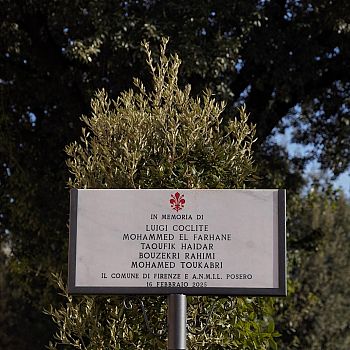 IN MEMORIA DI
LUIGI COCLITE
MOHAMMED EL FARHANE
TAOUFIK HAIDAR
BOUZEKRI RAHIMI
MOHAMED TOUKABRI
IL COMUNE DI FIRENZE E A.N.M.I.L. POSERO
16 FEBBRAIO 2025